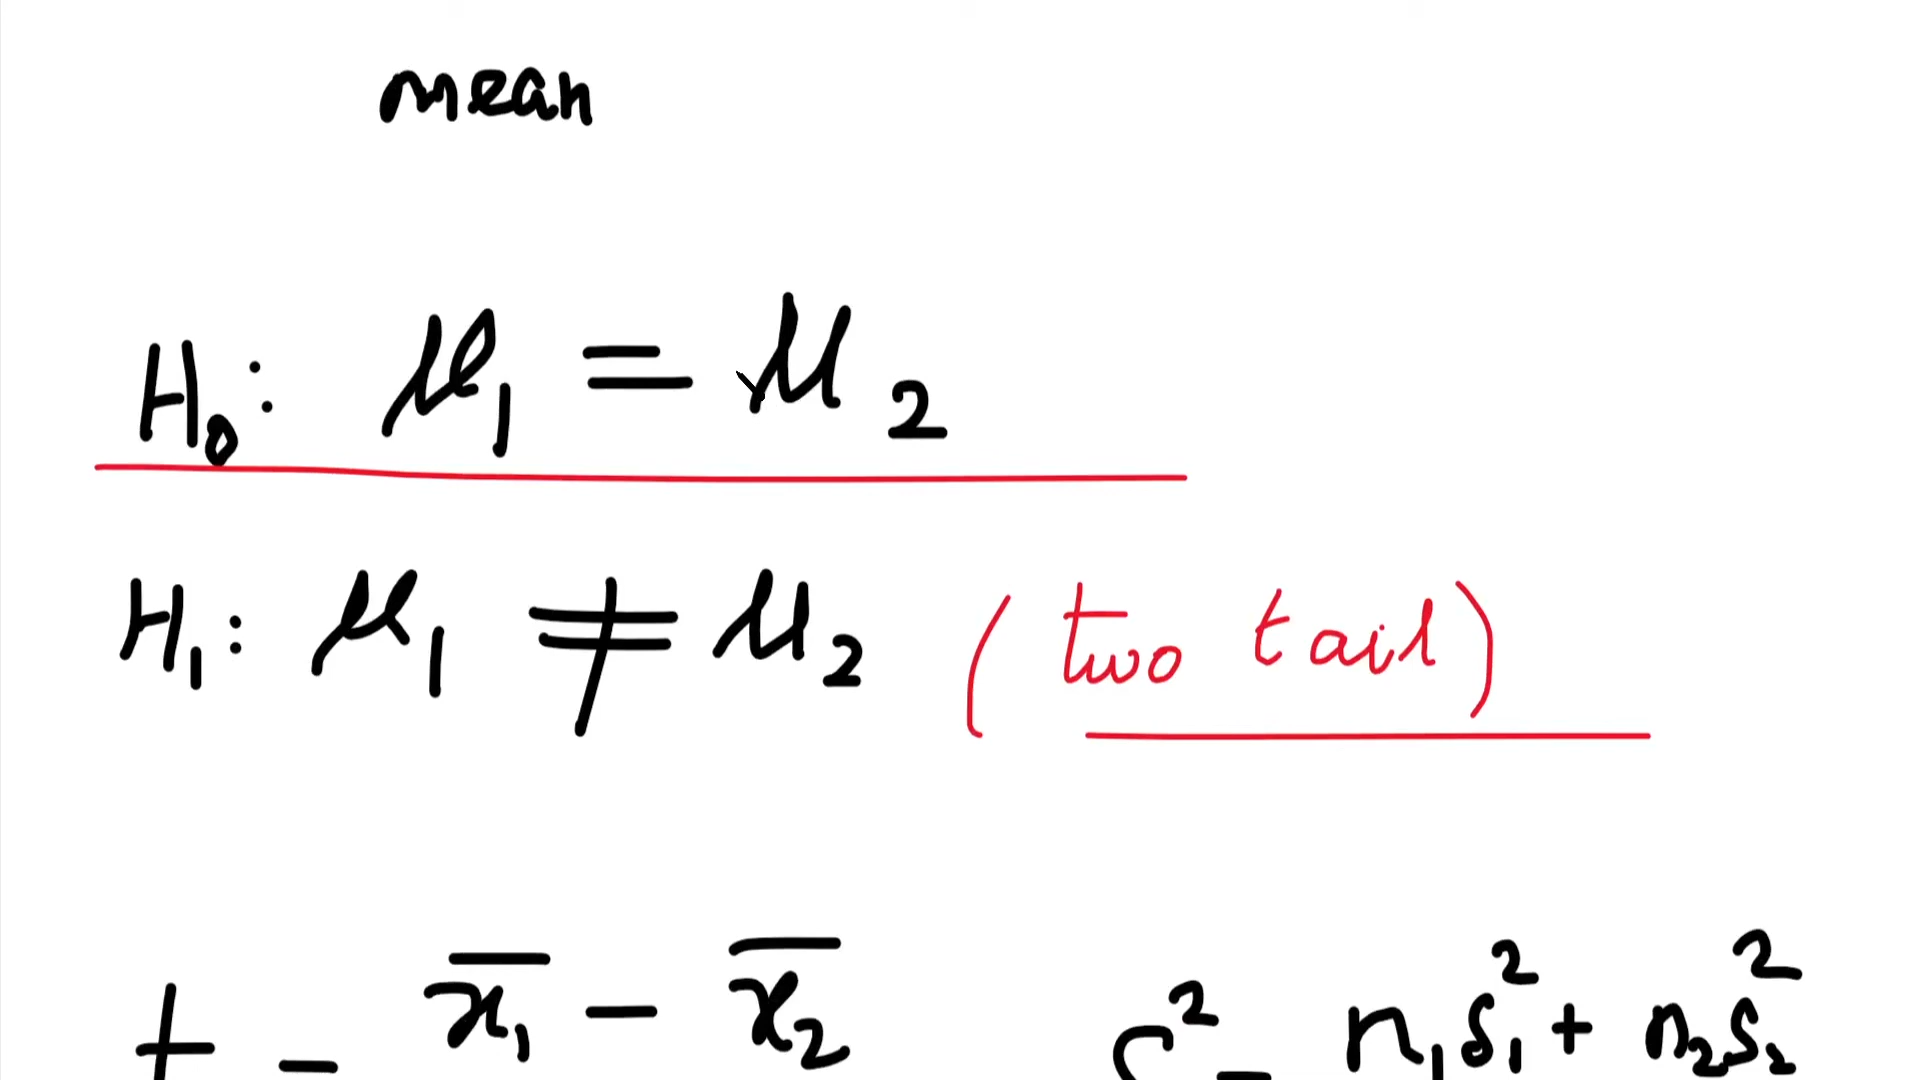 mean
H₀: μ₁ = μ₂
H₁: μ₁ ≠ μ₂ (two tail)
x̄₁ - x̄₂ n₁s₁² + n₂s₂²
t = S² =